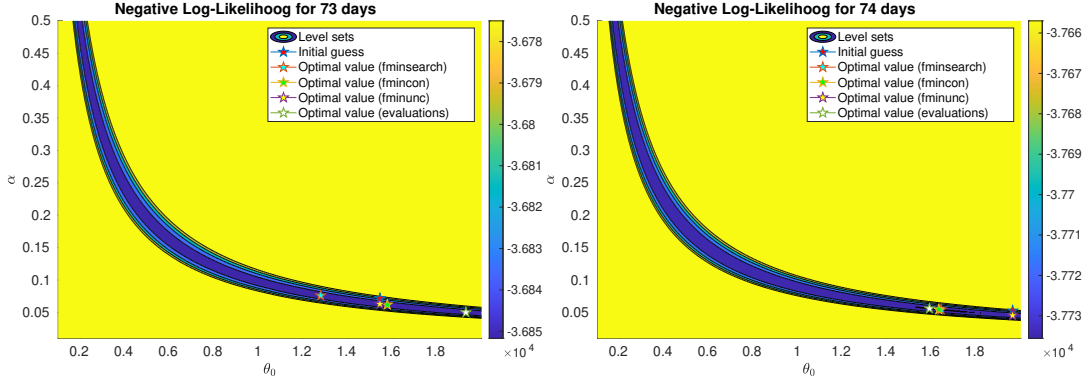 Negative Log-Likelihoog for 73 days
0.5
0.45
0.4
0.35
0.3
0.25
0.2
0.15
0.1
0.05
α
0.2 0.4 0.6 0.8 1 1.2 1.4 1.6 1.8
θ₀
Level sets
Initial guess
Optimal value (fminsearch)
Optimal value (fmincon)
Optimal value (fminunc)
Optimal value (evaluations)
-3.678
-3.679
-3.68
-3.681
-3.682
-3.683
-3.684
-3.685
×10⁴
Negative Log-Likelihoog for 74 days
0.5
0.45
0.4
0.35
0.3
0.25
0.2
0.15
0.1
0.05
α
0.2 0.4 0.6 0.8 1 1.2 1.4 1.6 1.8
θ₀
Level sets
Initial guess
Optimal value (fminsearch)
Optimal value (fmincon)
Optimal value (fminunc)
Optimal value (evaluations)
-3.766
-3.767
-3.768
-3.769
-3.77
-3.771
-3.772
-3.773
×10⁴